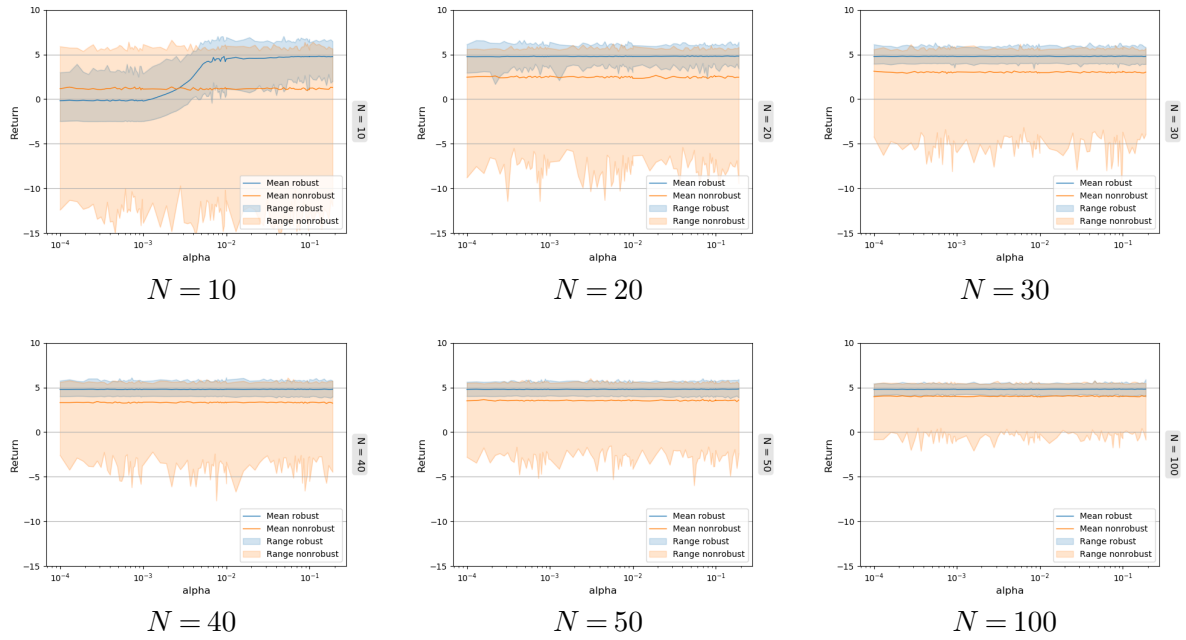 10
5
0
−5
−10
−15
Return
10⁻⁴ 10⁻³ 10⁻² 10⁻¹
alpha
N = 10
Mean robust
Mean nonrobust
Range robust
Range nonrobust
N = 10
10
5
0
−5
−10
−15
Return
10⁻⁴ 10⁻³ 10⁻² 10⁻¹
alpha
N = 20
Mean robust
Mean nonrobust
Range robust
Range nonrobust
N = 20
10
5
0
−5
−10
−15
Return
10⁻⁴ 10⁻³ 10⁻² 10⁻¹
alpha
N = 30
Mean robust
Mean nonrobust
Range robust
Range nonrobust
N = 30
10
5
0
−5
−10
−15
Return
10⁻⁴ 10⁻³ 10⁻² 10⁻¹
alpha
N = 40
Mean robust
Mean nonrobust
Range robust
Range nonrobust
N = 40
10
5
0
−5
−10
−15
Return
10⁻⁴ 10⁻³ 10⁻² 10⁻¹
alpha
N = 50
Mean robust
Mean nonrobust
Range robust
Range nonrobust
N = 50
10
5
0
−5
−10
−15
Return
10⁻⁴ 10⁻³ 10⁻² 10⁻¹
alpha
N = 100
Mean robust
Mean nonrobust
Range robust
Range nonrobust
N = 100